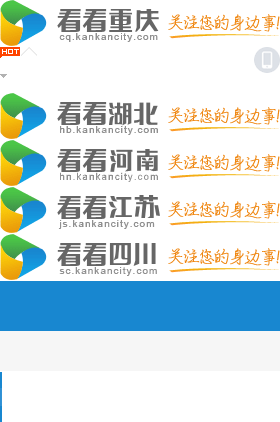 看看重庆 关注您的身边事!
cq.kankancity.com
HOT
看看湖北 关注您的身边事!
hb.kankancity.com
看看河南 关注您的身边事!
hn.kankancity.com
看看江苏 关注您的身边事!
js.kankancity.com
看看四川 关注您的身边事!
sc.kankancity.com